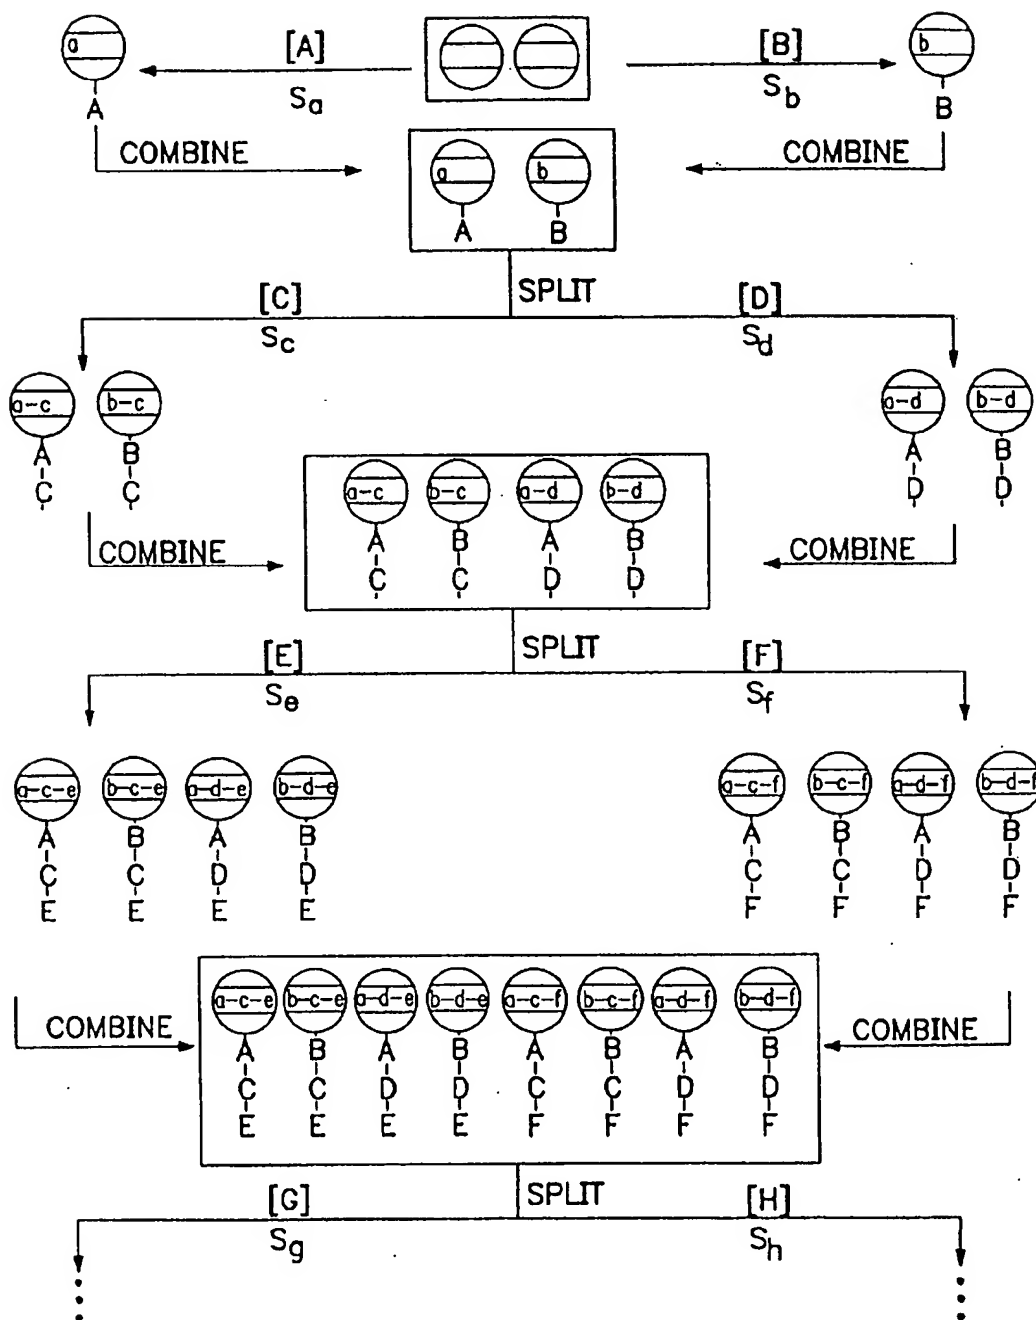 a [A] [B] b
Sa Sb
A B
COMBINE COMBINE
a b
A B
SPLIT
[C] [D]
Sc Sd
a-c b-c a-d b-d
A B A B
C C D D
a-c b-c a-d b-d
COMBINE A B A B COMBINE
C C D D
SPLIT
[E] [F]
Se Sf
a-c-e b-c-e a-d-e b-d-e a-c-f b-c-f a-d-f b-d-f
A B A B A B A B
C C D D C C D D
E E E E F F F F
a-c-e b-c-e a-d-e b-d-e a-c-f b-c-f a-d-f b-d-f
COMBINE A B A B A B A B COMBINE
C C D D C C D D
E E E E F F F F
SPLIT
[G] [H]
Sg Sh